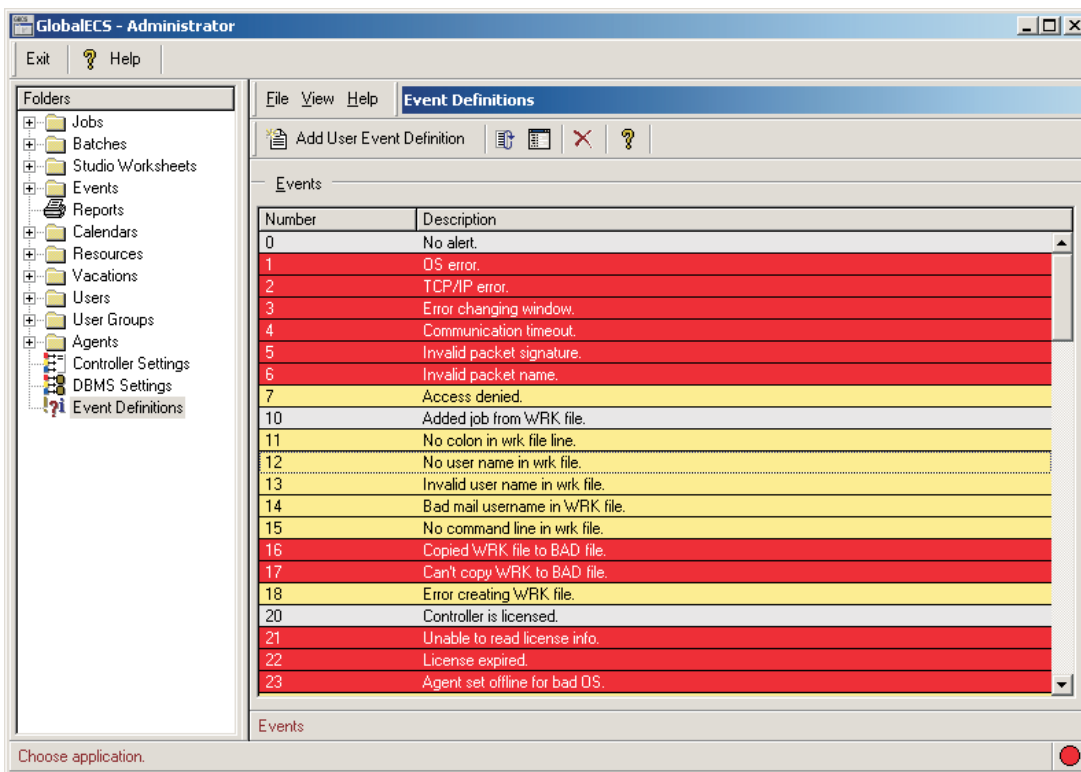 GlobalECS - Administrator
Exit Help
Folders
Jobs
Batches
Studio Worksheets
Events
Reports
Calendars
Resources
Vacations
Users
User Groups
Agents
Controller Settings
DBMS Settings
Event Definitions
File View Help Event Definitions
Add User Event Definition
Events
Number Description
0 No alert.
1 OS error.
2 TCP/IP error.
3 Error changing window.
4 Communication timeout.
5 Invalid packet signature.
6 Invalid packet name.
7 Access denied.
10 Added job from WRK file.
11 No colon in wrk file line.
12 No user name in wrk file.
13 Invalid user name in wrk file.
14 Bad mail username in WRK file.
15 No command line in wrk file.
16 Copied WRK file to BAD file.
17 Can't copy WRK to BAD file.
18 Error creating WRK file.
20 Controller is licensed.
21 Unable to read license info.
22 License expired.
23 Agent set offline for bad OS.
Events
Choose application.